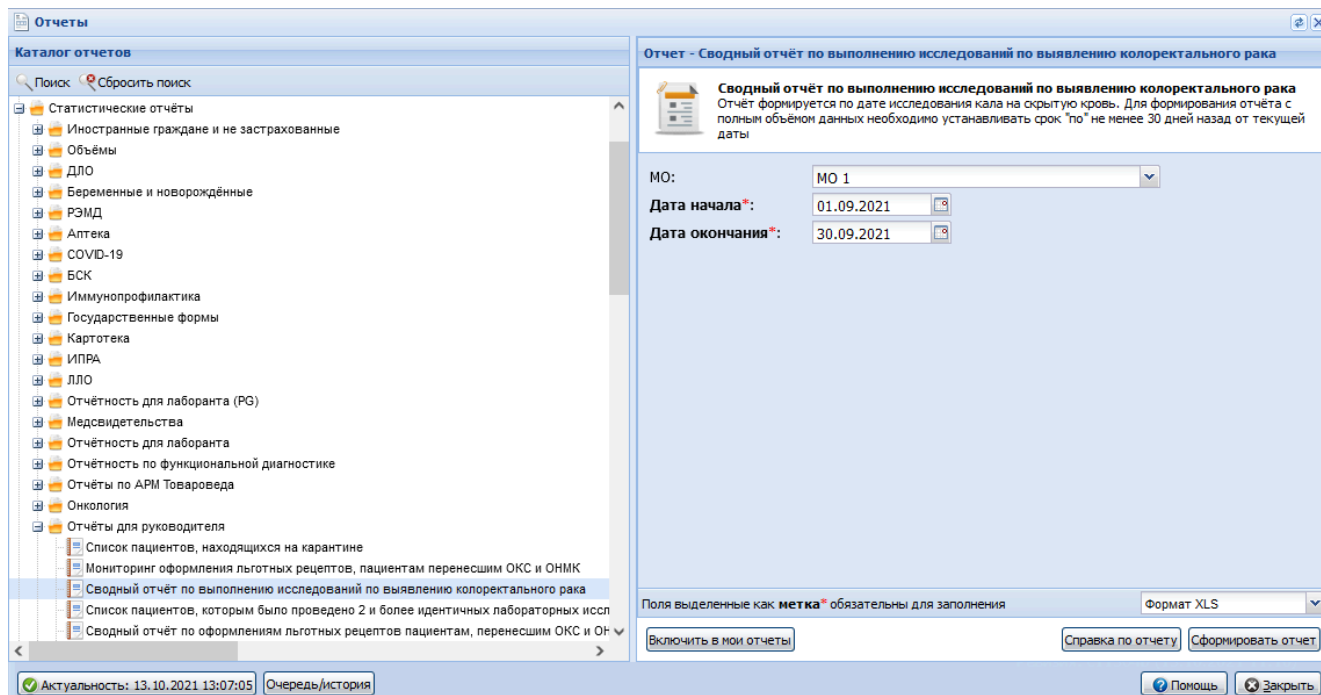 Отчеты
Каталог отчетов
Поиск Сбросить поиск
Статистические отчёты
Иностранные граждане и не застрахованные
Объёмы
ДЛО
Беременные и новорождённые
РЭМД
Аптека
COVID-19
БСК
Иммунопрофилактика
Государственные формы
Картотека
ИПРА
ЛЛО
Отчётность для лаборанта (PG)
Медсвидетельства
Отчётность для лаборанта
Отчётность по функциональной диагностике
Отчёты по АРМ Товароведа
Онкология
Отчёты для руководителя
Список пациентов, находящихся на карантине
Мониторинг оформления льготных рецептов, пациентам перенесшим ОКС и ОНМК
Сводный отчёт по выполнению исследований по выявлению колоректального рака
Список пациентов, которым было проведено 2 и более идентичных лабораторных иссл
Сводный отчёт по оформлениям льготных рецептов пациентам, перенесшим ОКС и ОН
Актуальность: 13.10.2021 13:07:05 Очередь/история
Отчет - Сводный отчёт по выполнению исследований по выявлению колоректального рака
Сводный отчёт по выполнению исследований по выявлению колоректального рака
Отчёт формируется по дате исследования кала на скрытую кровь. Для формирования отчёта с
полным объёмом данных необходимо устанавливать срок "по" не менее 30 дней назад от текущей
даты
МО: МО 1
Дата начала*: 01.09.2021
Дата окончания*: 30.09.2021
Поля выделенные как метка* обязательны для заполнения Формат XLS
Включить в мои отчеты Справка по отчету Сформировать отчет
Помощь Закрыть